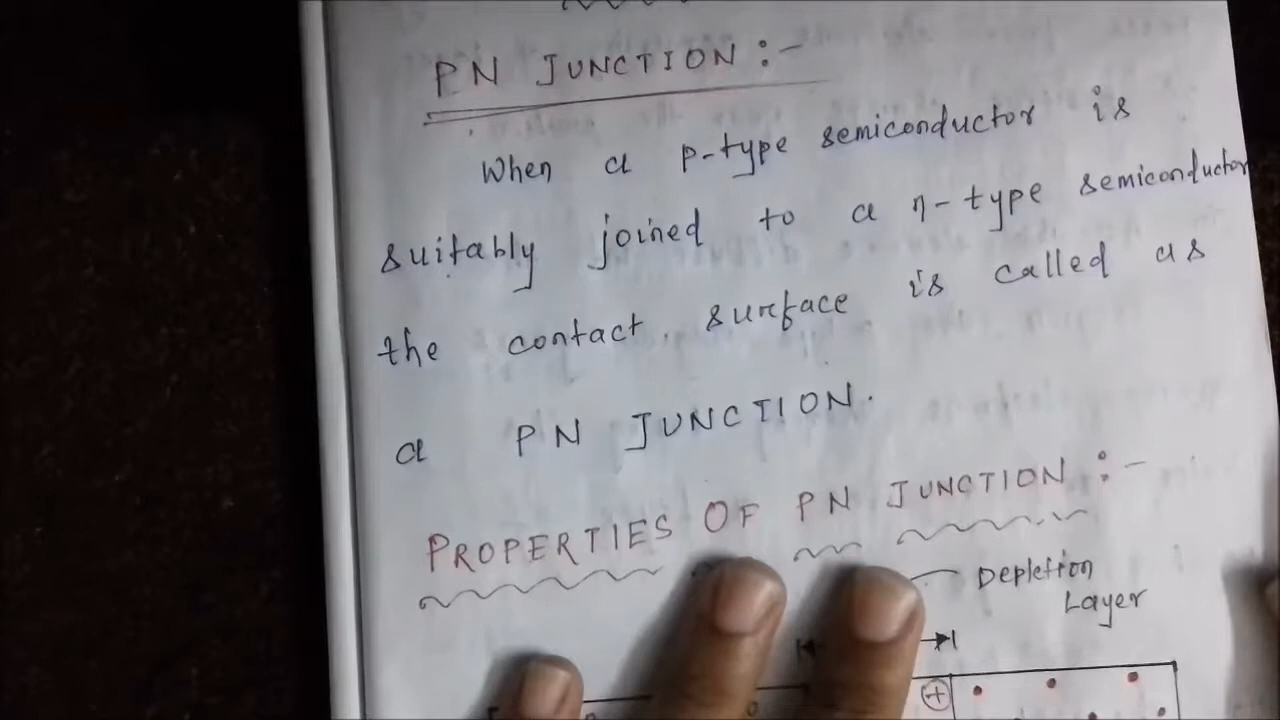 PN JUNCTION :-
When a p-type semiconductor is
suitably joined to a n-type semiconductor
the contact surface is called as
a PN JUNCTION.
PROPERTIES OF PN JUNCTION :-
Depletion
Layer
+